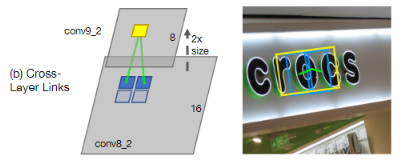 conv9_2
8
2x
size
(b) Cross-
Layer Links
16
conv8_2
crocs